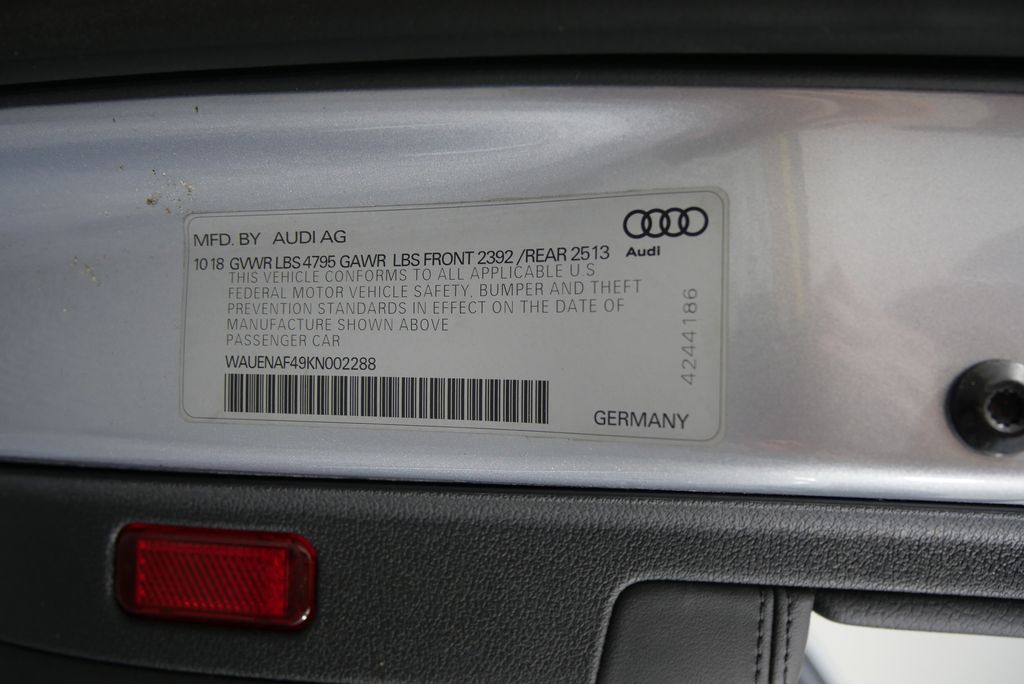 MFD. BY AUDI AG
Audi
10 18 GVWR LBS 4795 GAWR LBS FRONT 2392 /REAR 2513
THIS VEHICLE CONFORMS TO ALL APPLICABLE U.S
FEDERAL MOTOR VEHICLE SAFETY, BUMPER AND THEFT
PREVENTION STANDARDS IN EFFECT ON THE DATE OF
MANUFACTURE SHOWN ABOVE
PASSENGER CAR
WAUENAF49KN002288
GERMANY
4244186